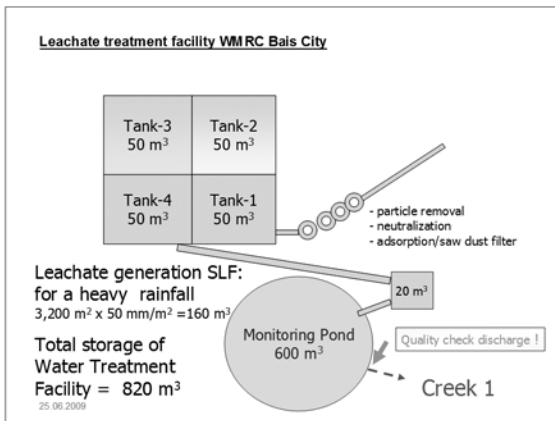 Leachate treatment facility WMRC Bais City
Tank-3
50 m³
Tank-2
50 m³
Tank-4
50 m³
Tank-1
50 m³
- particle removal
- neutralization
- adsorption/saw dust filter
Leachate generation SLF:
for a heavy rainfall
3,200 m² x 50 mm/m² =160 m³
20 m³
Monitoring Pond
600 m³
Quality check discharge !
Total storage of
Water Treatment
Facility = 820 m³
Creek 1
25.06.2009